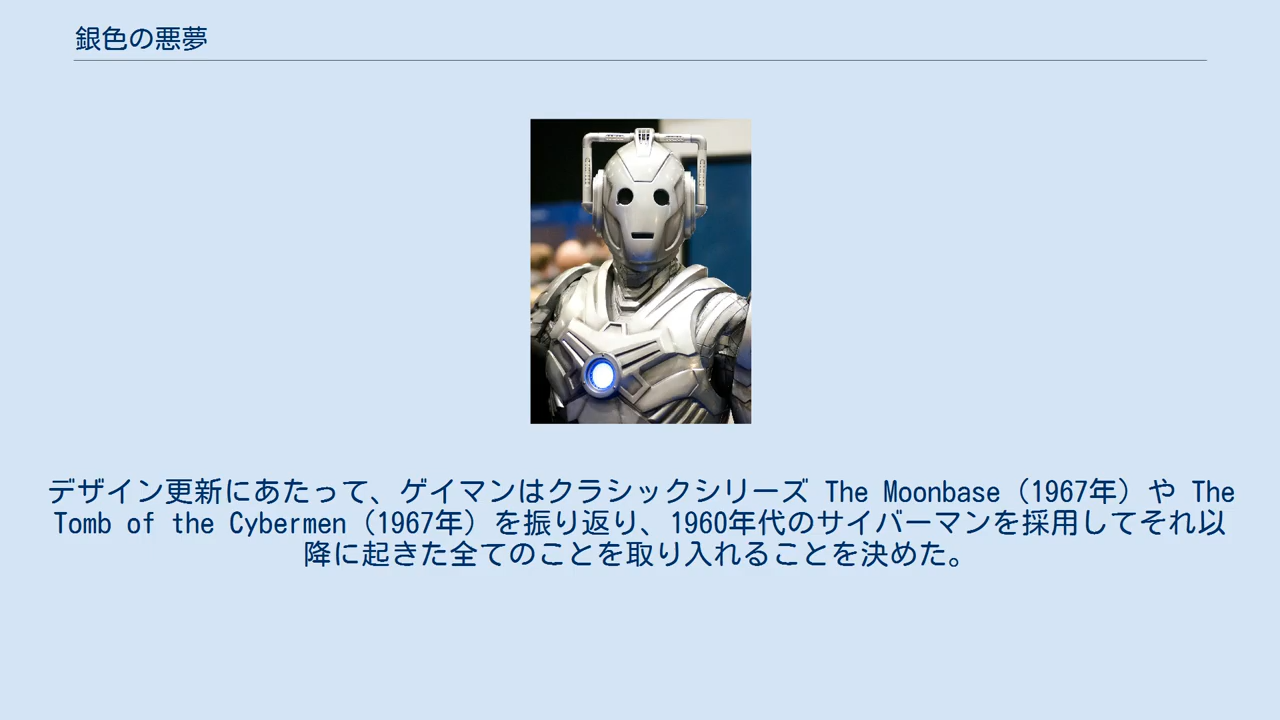 銀色の悪夢
デザイン更新にあたって、ゲイマンはクラシックシリーズ The Moonbase（1967年）や The
Tomb of the Cybermen（1967年）を振り返り、1960年代のサイバーマンを採用してそれ以
降に起きた全てのことを取り入れることを決めた。